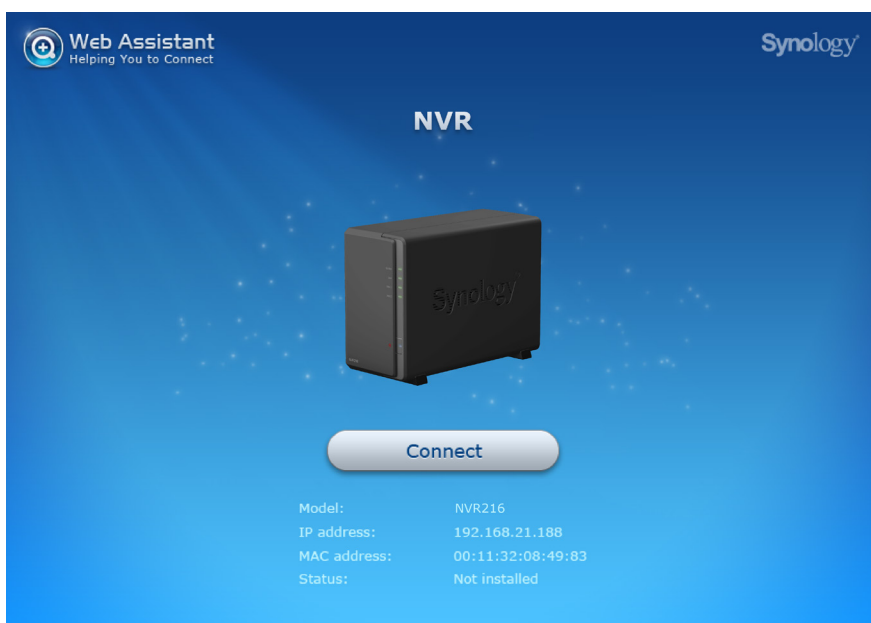 Web Assistant
Helping You to Connect
Synology
NVR
Synology
Connect
Model: NVR216
IP address: 192.168.21.188
MAC address: 00:11:32:08:49:83
Status: Not installed